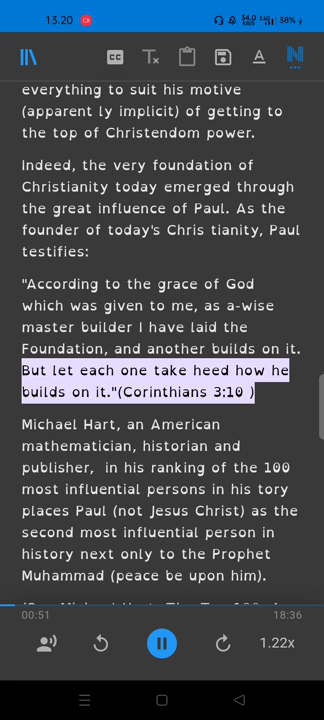 13.20
34.0
KB/S
38%
CC
everything to suit his motive
(apparent ly implicit) of getting to
the top of Christendom power.
Indeed, the very foundation of
Christianity today emerged through
the great influence of Paul. As the
founder of today's Chris tianity, Paul
testifies:
"According to the grace of God
which was given to me, as a-wise
master builder I have laid the
Foundation, and another builds on it.
But let each one take heed how he
builds on it."(Corinthians 3:10 )
Michael Hart, an American
mathematician, historian and
publisher,  in his ranking of the 100
most influential persons in his tory
places Paul (not Jesus Christ) as the
second most influential person in
history next only to the Prophet
Muhammad (peace be upon him).
00:51
18:36
1.22x